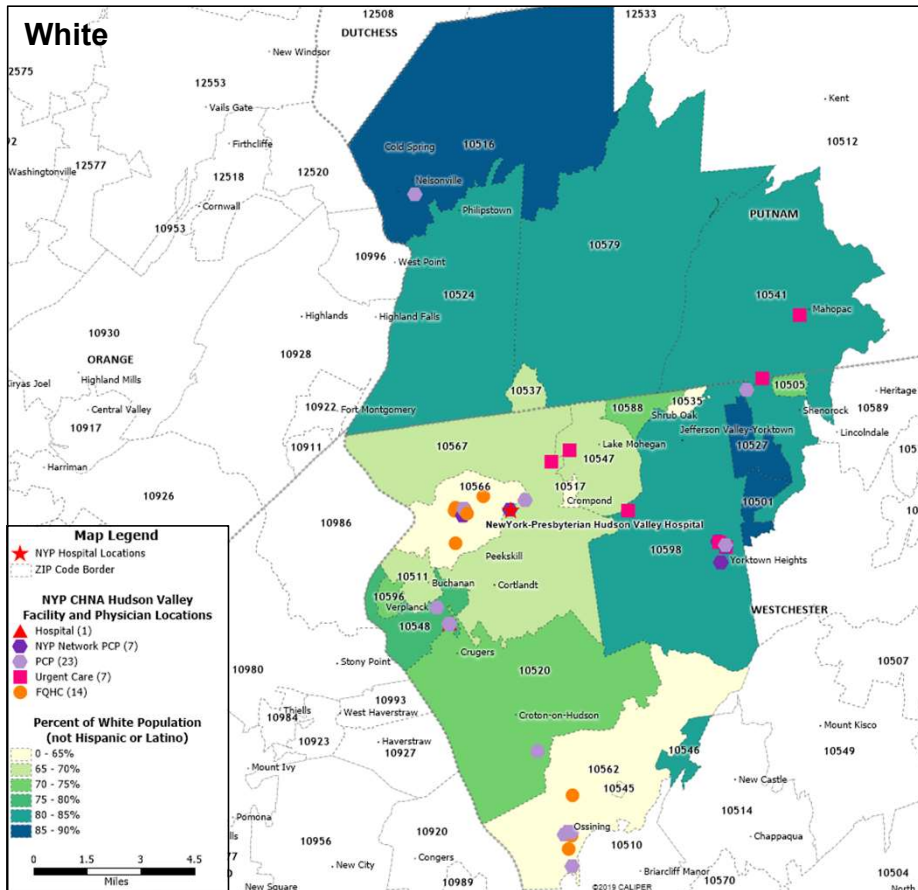 White
12508
DUTCHESS
12533
New Windsor
12553
Vails Gate
Firthcliffe
Washingtonville
12577
12518
12520
Cornwall
10953
Kent
10512
Cold Spring
10516
Nelsonville
Philipstown
PUTNAM
10996
West Point
10579
10524
10541
Mahopac
Highlands
Highland Falls
10930
ORANGE
Highland Mills
10928
10537
10505
Central Valley
10917
10922
Fort Montgomery
10588
10535
Shrub Oak
Shenorock
10589
Heritage
Lincolndale
10911
10567
Lake Mohegan
Jefferson Valley-Yorktown
10527
10547
Harriman
10926
10566
10517
Crompond
10501
10986
NewYork-Presbyterian Hudson Valley Hospital
Peekskill
10598
Yorktown Heights
10511
Buchanan
Cortlandt
10596
Verplanck
WESTCHESTER
10548
10980
Stony Point
Crugers
10520
10507
10993
West Haverstraw
Thiells
10984
10923
Haverstraw
10927
Croton-on-Hudson
Mount Kisco
10549
10546
Mount Ivy
10562
10545
New Castle
10514
Pomona
Ossining
10510
Chappaqua
10956
10920
New City
Congers
10989
New Square
Briarcliff Manor
10570
10504
©2019 CALIPER
Map Legend
NYP Hospital Locations
ZIP Code Border
NYP CHNA Hudson Valley
Facility and Physician Locations
Hospital (1)
NYP Network PCP (7)
PCP (23)
Urgent Care (7)
FQHC (14)
Percent of White Population
(not Hispanic or Latino)
0 - 65%
65 - 70%
70 - 75%
75 - 80%
80 - 85%
85 - 90%
0 1.5 3 4.5
Miles